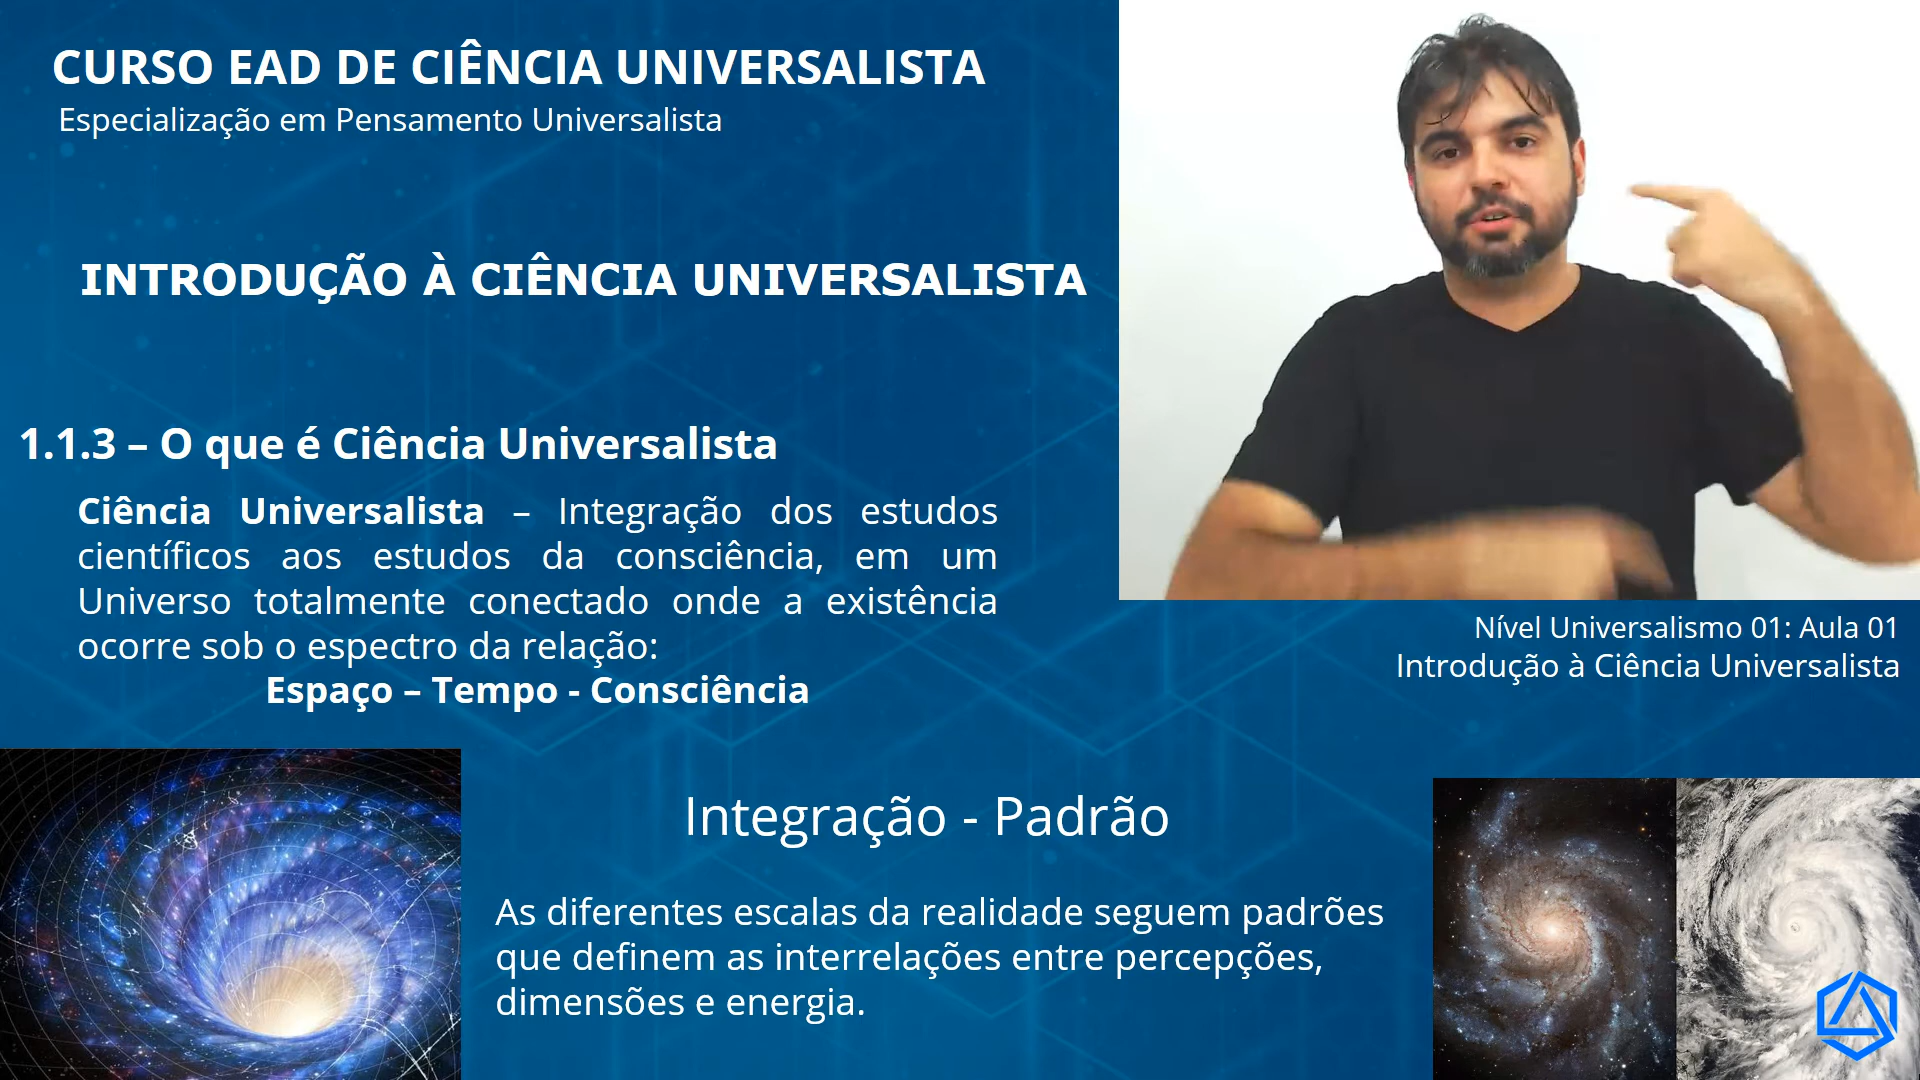 CURSO EAD DE CIÊNCIA UNIVERSALISTA
Especialização em Pensamento Universalista
INTRODUÇÃO À CIÊNCIA UNIVERSALISTA
1.1.3 – O que é Ciência Universalista
Ciência Universalista – Integração dos estudos
científicos aos estudos da consciência, em um
Universo totalmente conectado onde a existência
ocorre sob o espectro da relação:
Espaço – Tempo - Consciência
Nível Universalismo 01: Aula 01
Introdução à Ciência Universalista
Integração - Padrão
As diferentes escalas da realidade seguem padrões
que definem as interrelações entre percepções,
dimensões e energia.